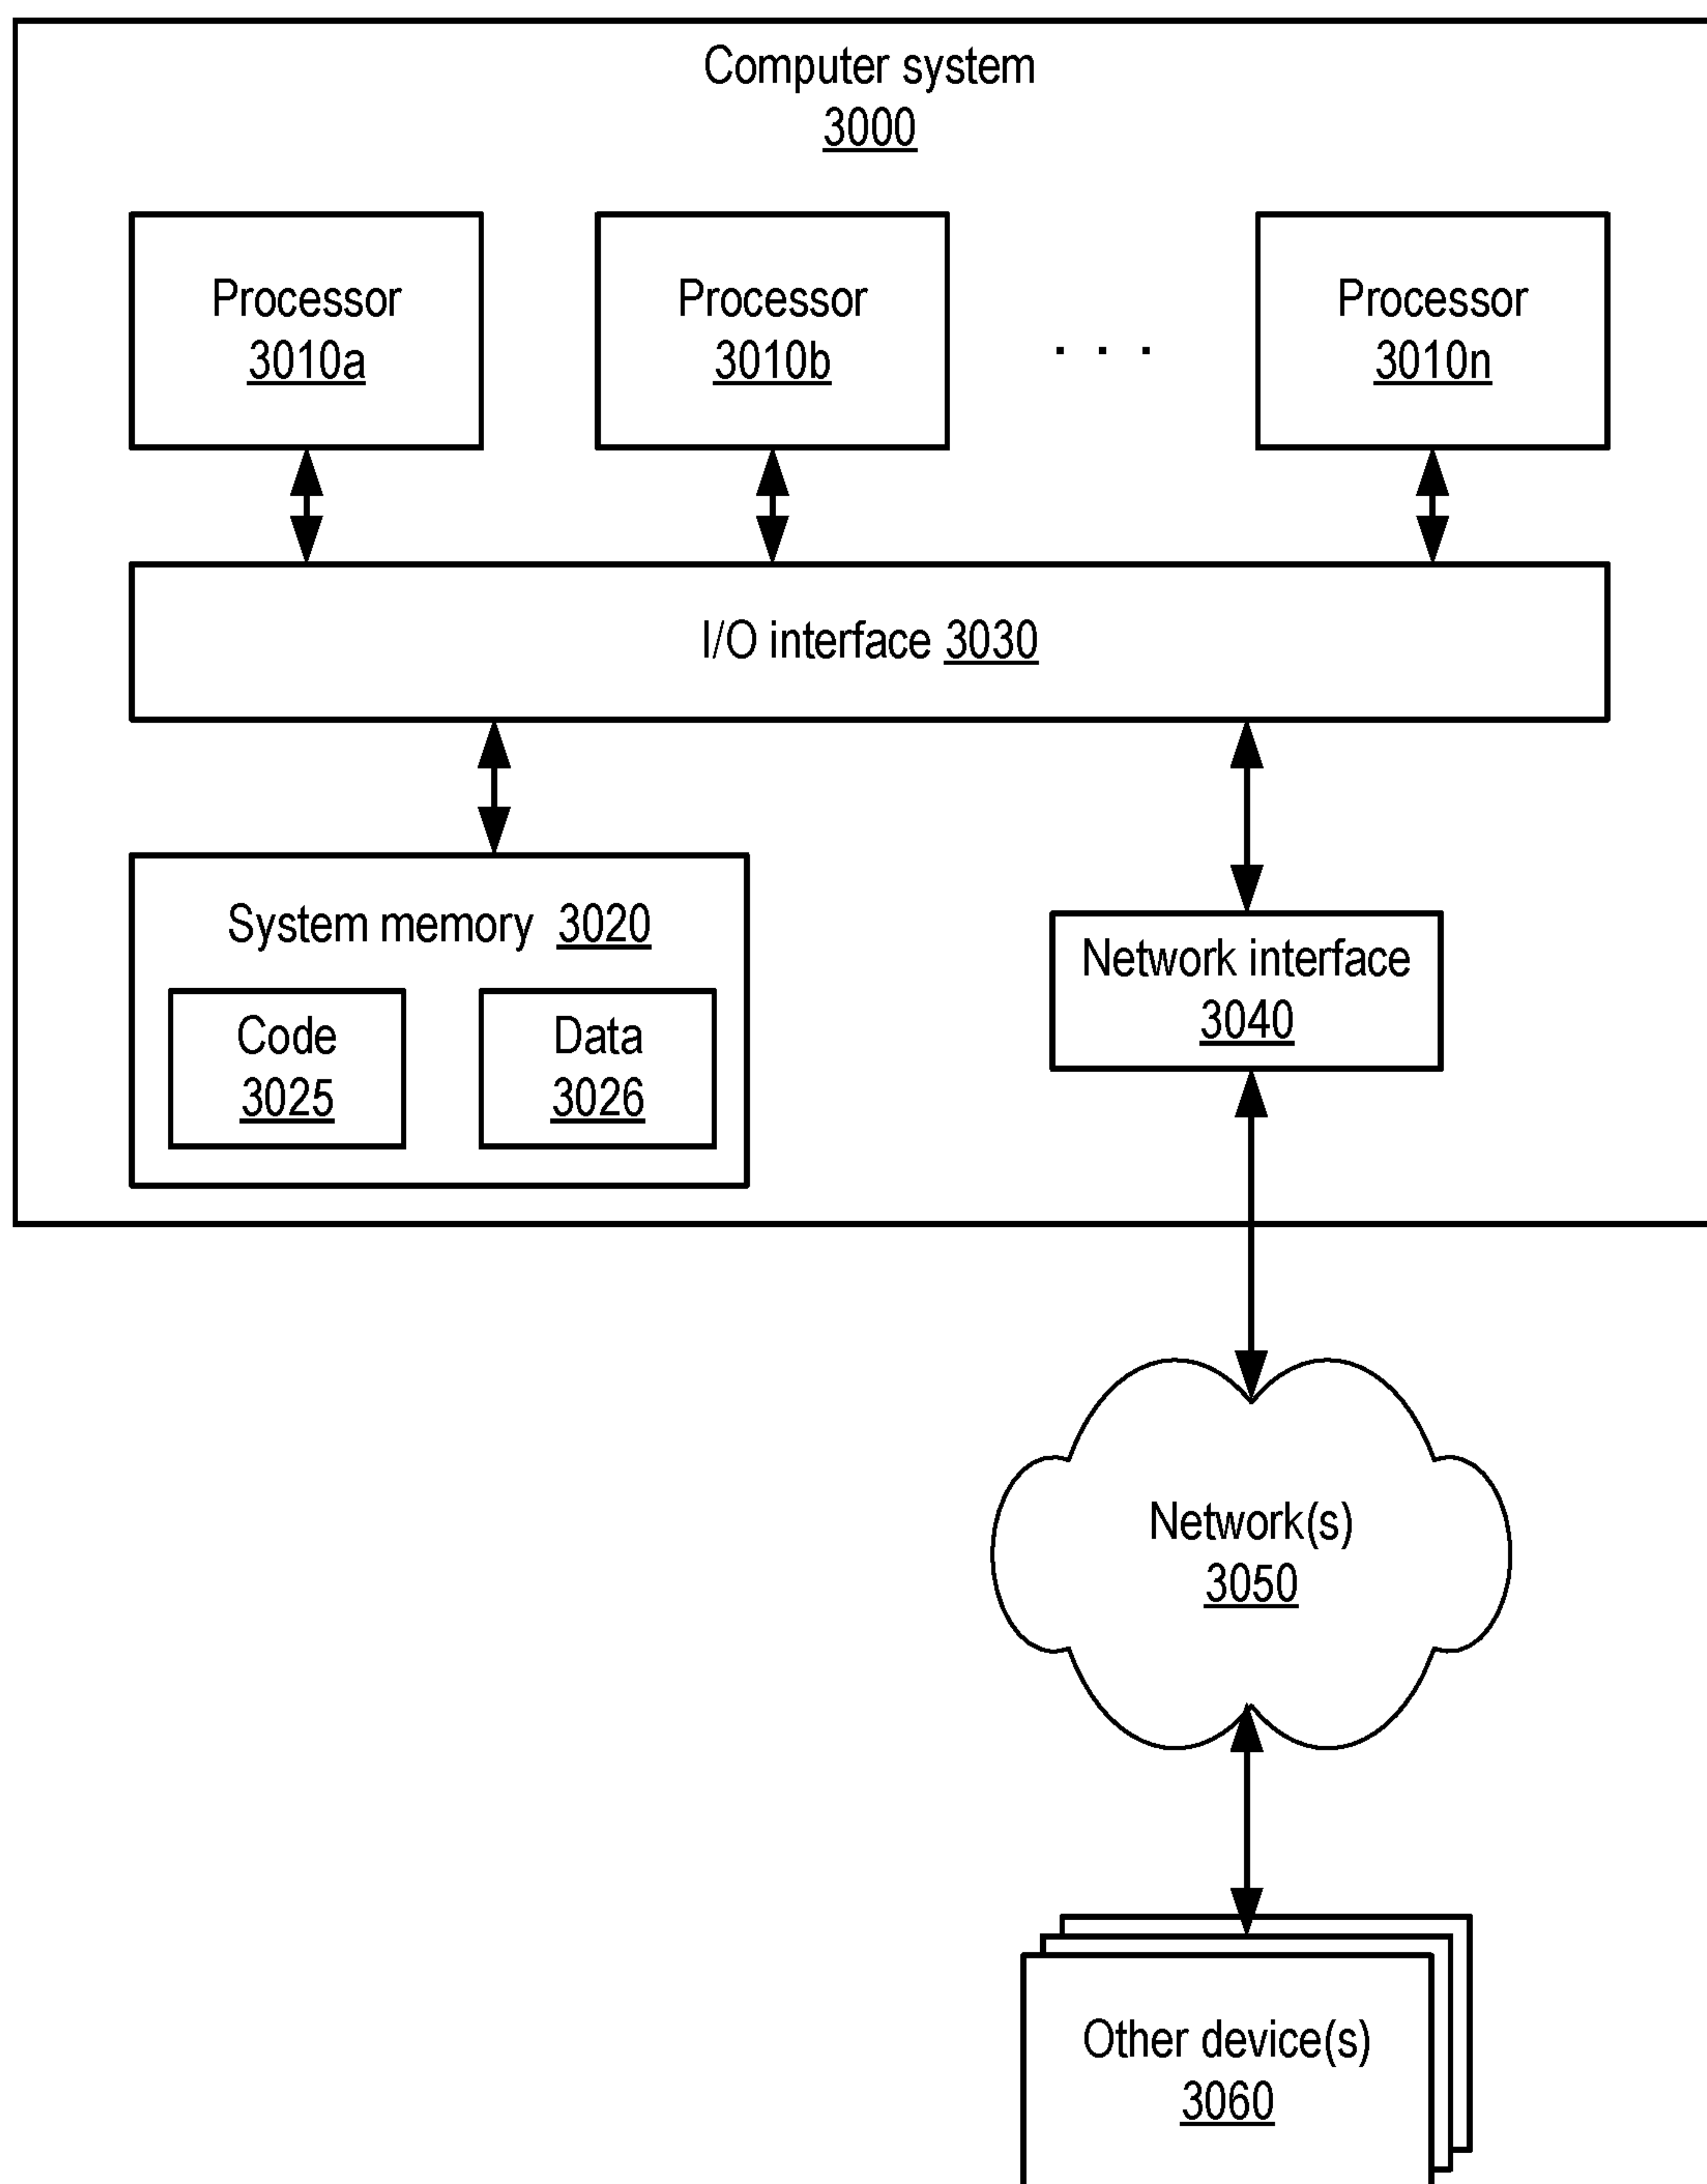 Computer system
3000
Processor
3010a
Processor
3010b
. . .
Processor
3010n
I/O interface 3030
System memory 3020
Code
3025
Data
3026
Network interface
3040
Network(s)
3050
Other device(s)
3060